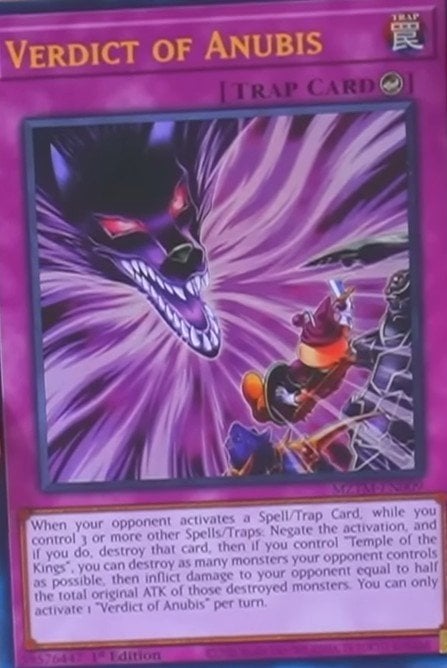 VERDICT OF ANUBIS
TRAP
罠
[TRAP CARD]
When your opponent activates a Spell/Trap Card, while you
control 3 or more other Spells/Traps: Negate the activation, and
if you do, destroy that card, then if you control "Temple of the
Kings", you can destroy as many monsters your opponent controls
as possible, then inflict damage to your opponent equal to half
the total original ATK of those destroyed monsters. You can only
activate 1 "Verdict of Anubis" per turn.
1st Edition